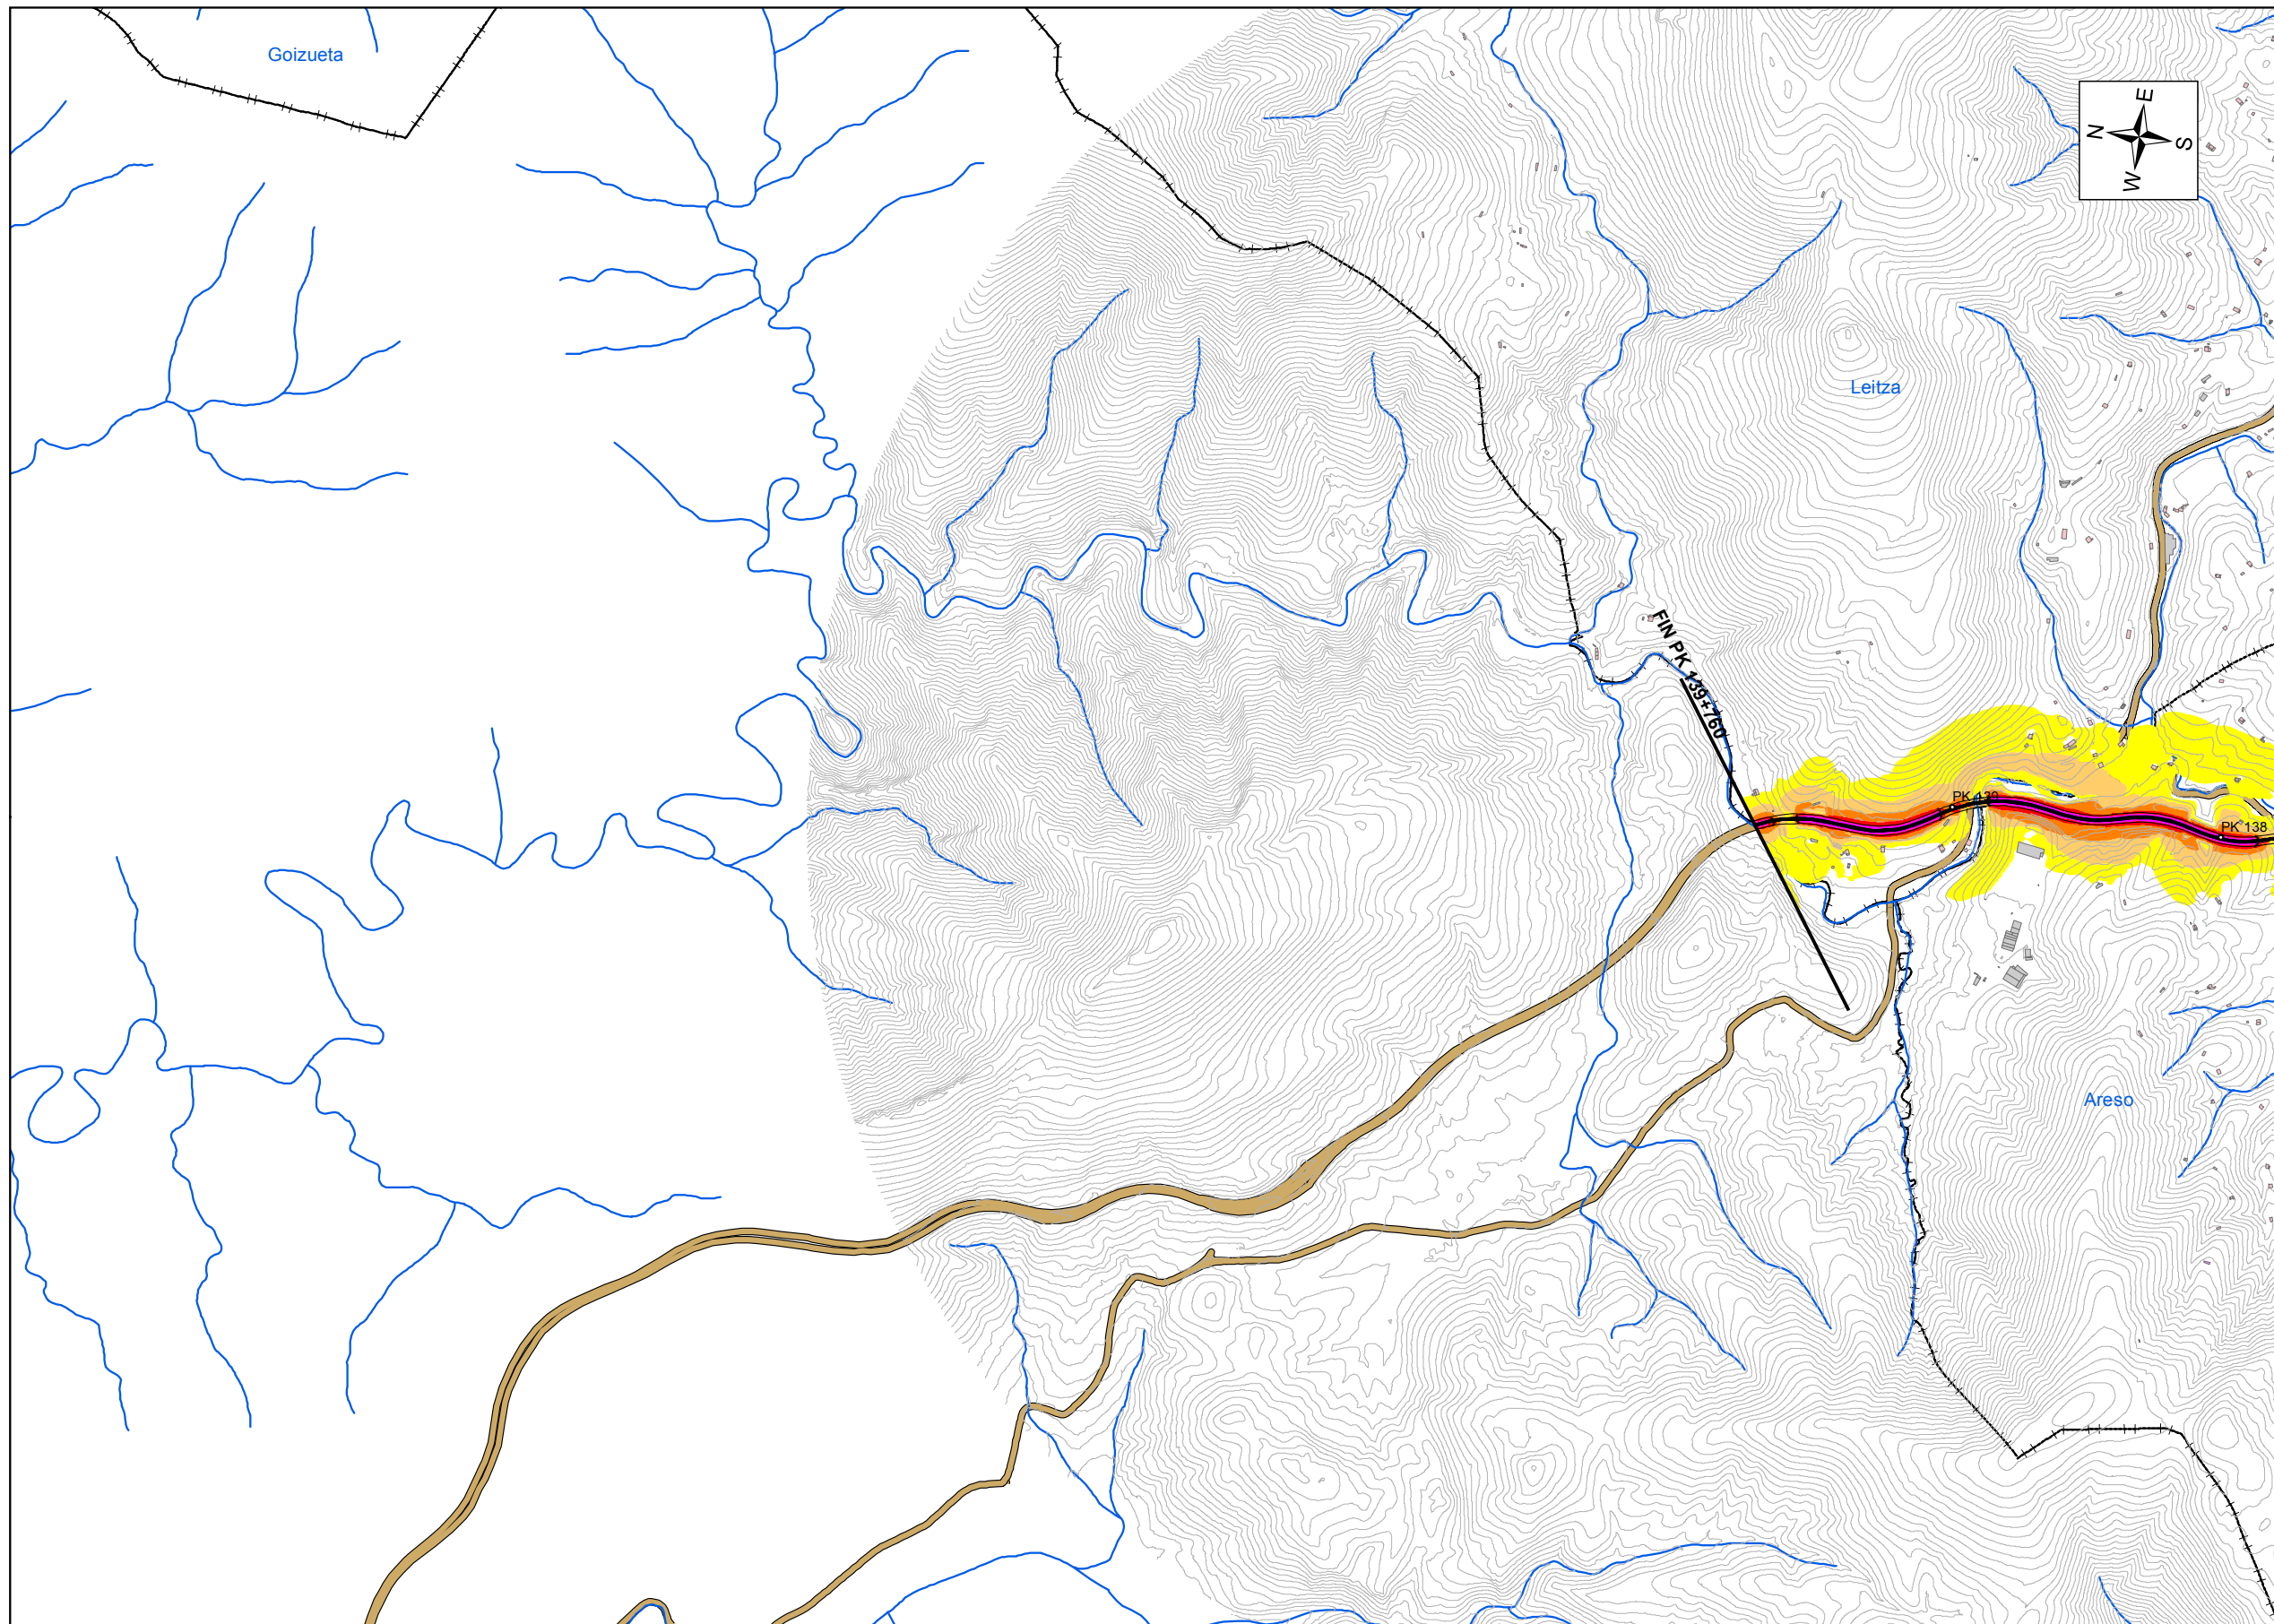 Goizueta
N
E
W
S
Leitza
FIN PK 139+760
PK 139
PK 138
Areso